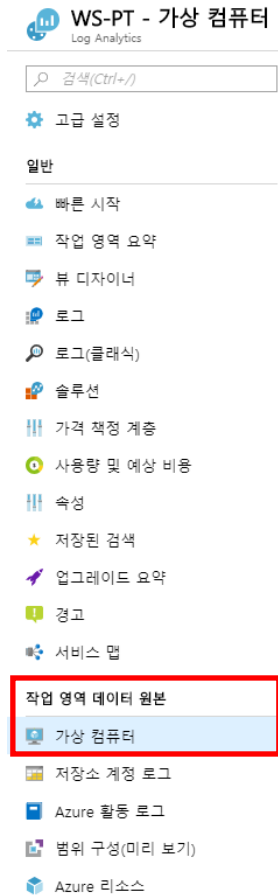 WS-PT - 가상 컴퓨터
Log Analytics
검색(Ctrl+/)
고급 설정
일반
빠른 시작
작업 영역 요약
뷰 디자이너
로그
로그(클래식)
솔루션
가격 책정 계층
사용량 및 예상 비용
속성
저장된 검색
업그레이드 요약
경고
서비스 맵
작업 영역 데이터 원본
가상 컴퓨터
저장소 계정 로그
Azure 활동 로그
범위 구성(미리 보기)
Azure 리소스